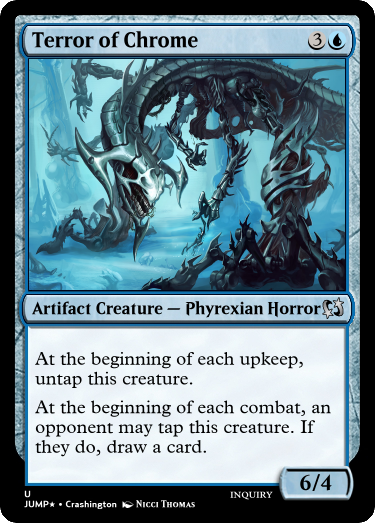 Terror of Chrome 3
Artifact Creature — Phyrexian Horror
At the beginning of each upkeep,
untap this creature.
At the beginning of each combat, an
opponent may tap this creature. If
they do, draw a card.
6/4
U
INQUIRY
JUMP★ • Crashington Nicci Thomas